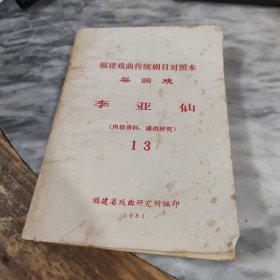 福建戏曲传统剧目对照本
梨园戏
李亚仙
(内部资料,谨供研究)
13
福建省戏曲研究所编印
1981